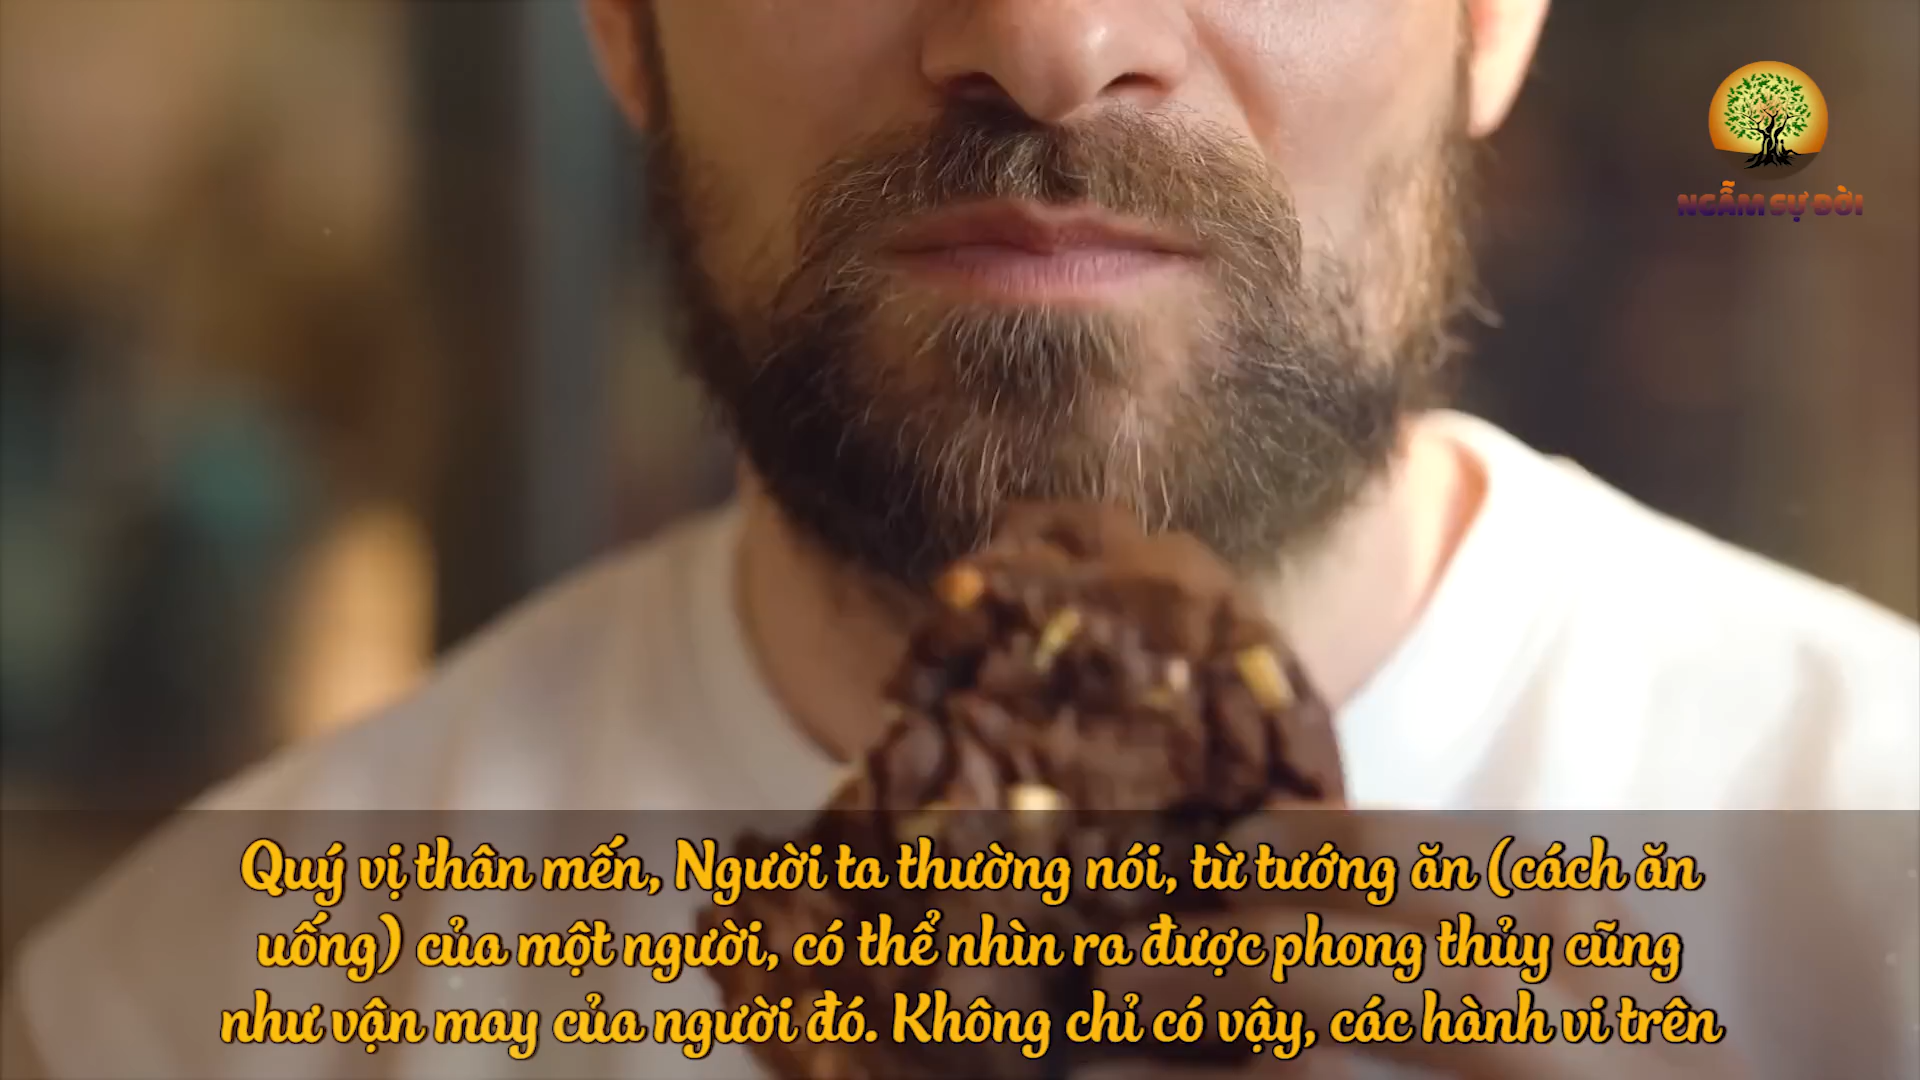 NGẪM SỰ ĐỜI
Quý vị thân mến, Người ta thường nói, từ tướng ăn (cách ăn
uống) của một người, có thể nhìn ra được phong thủy cũng
như vận may của người đó. Không chỉ có vậy, các hành vi trên